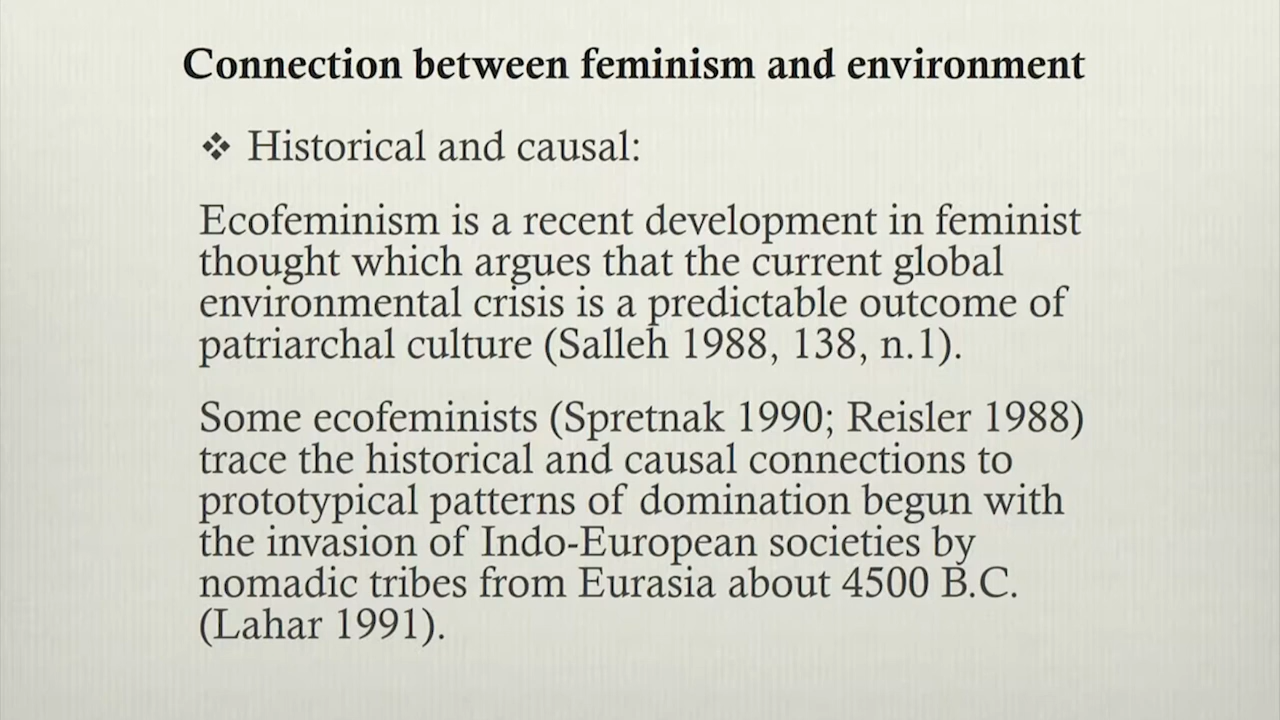 Connection between feminism and environment
❖ Historical and causal:
Ecofeminism is a recent development in feminist
thought which argues that the current global
environmental crisis is a predictable outcome of
patriarchal culture (Salleh 1988, 138, n.1).
Some ecofeminists (Spretnak 1990; Reisler 1988)
trace the historical and causal connections to
prototypical patterns of domination begun with
the invasion of Indo-European societies by
nomadic tribes from Eurasia about 4500 B.C.
(Lahar 1991).